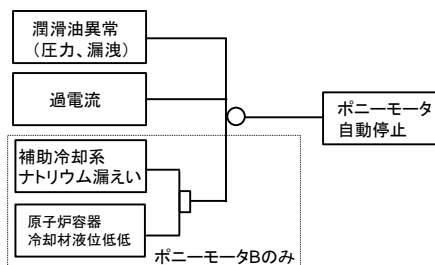 潤滑油異常
(圧力、漏洩)
過電流
ポニーモータ
自動停止
補助冷却系
ナトリウム漏えい
原子炉容器
冷却材液位低低
ポニーモータBのみ